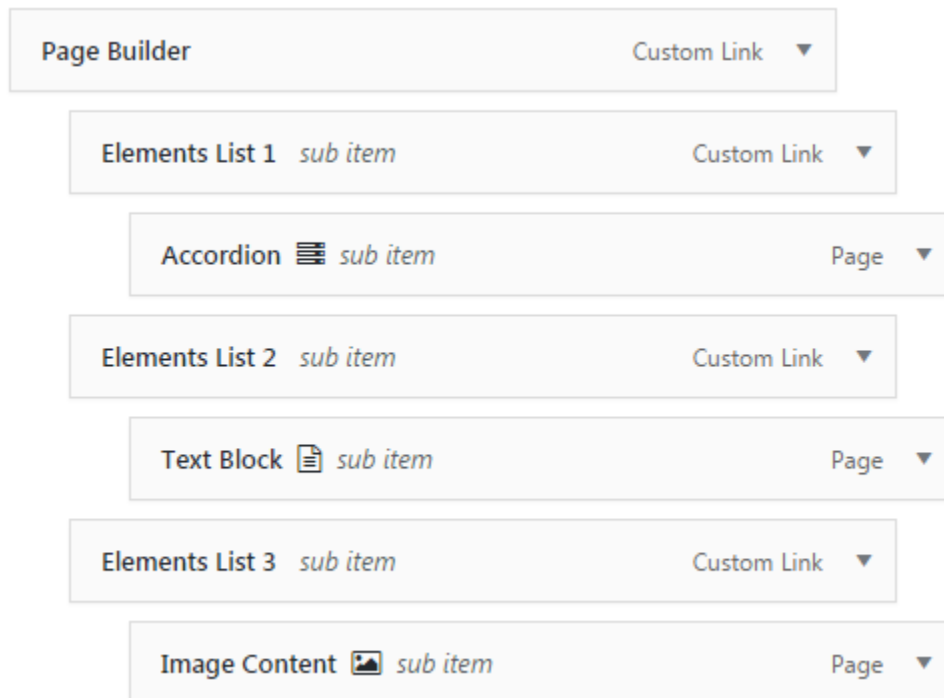 Page Builder Custom Link
Elements List 1 sub item Custom Link
Accordion sub item Page
Elements List 2 sub item Custom Link
Text Block sub item Page
Elements List 3 sub item Custom Link
Image Content sub item Page